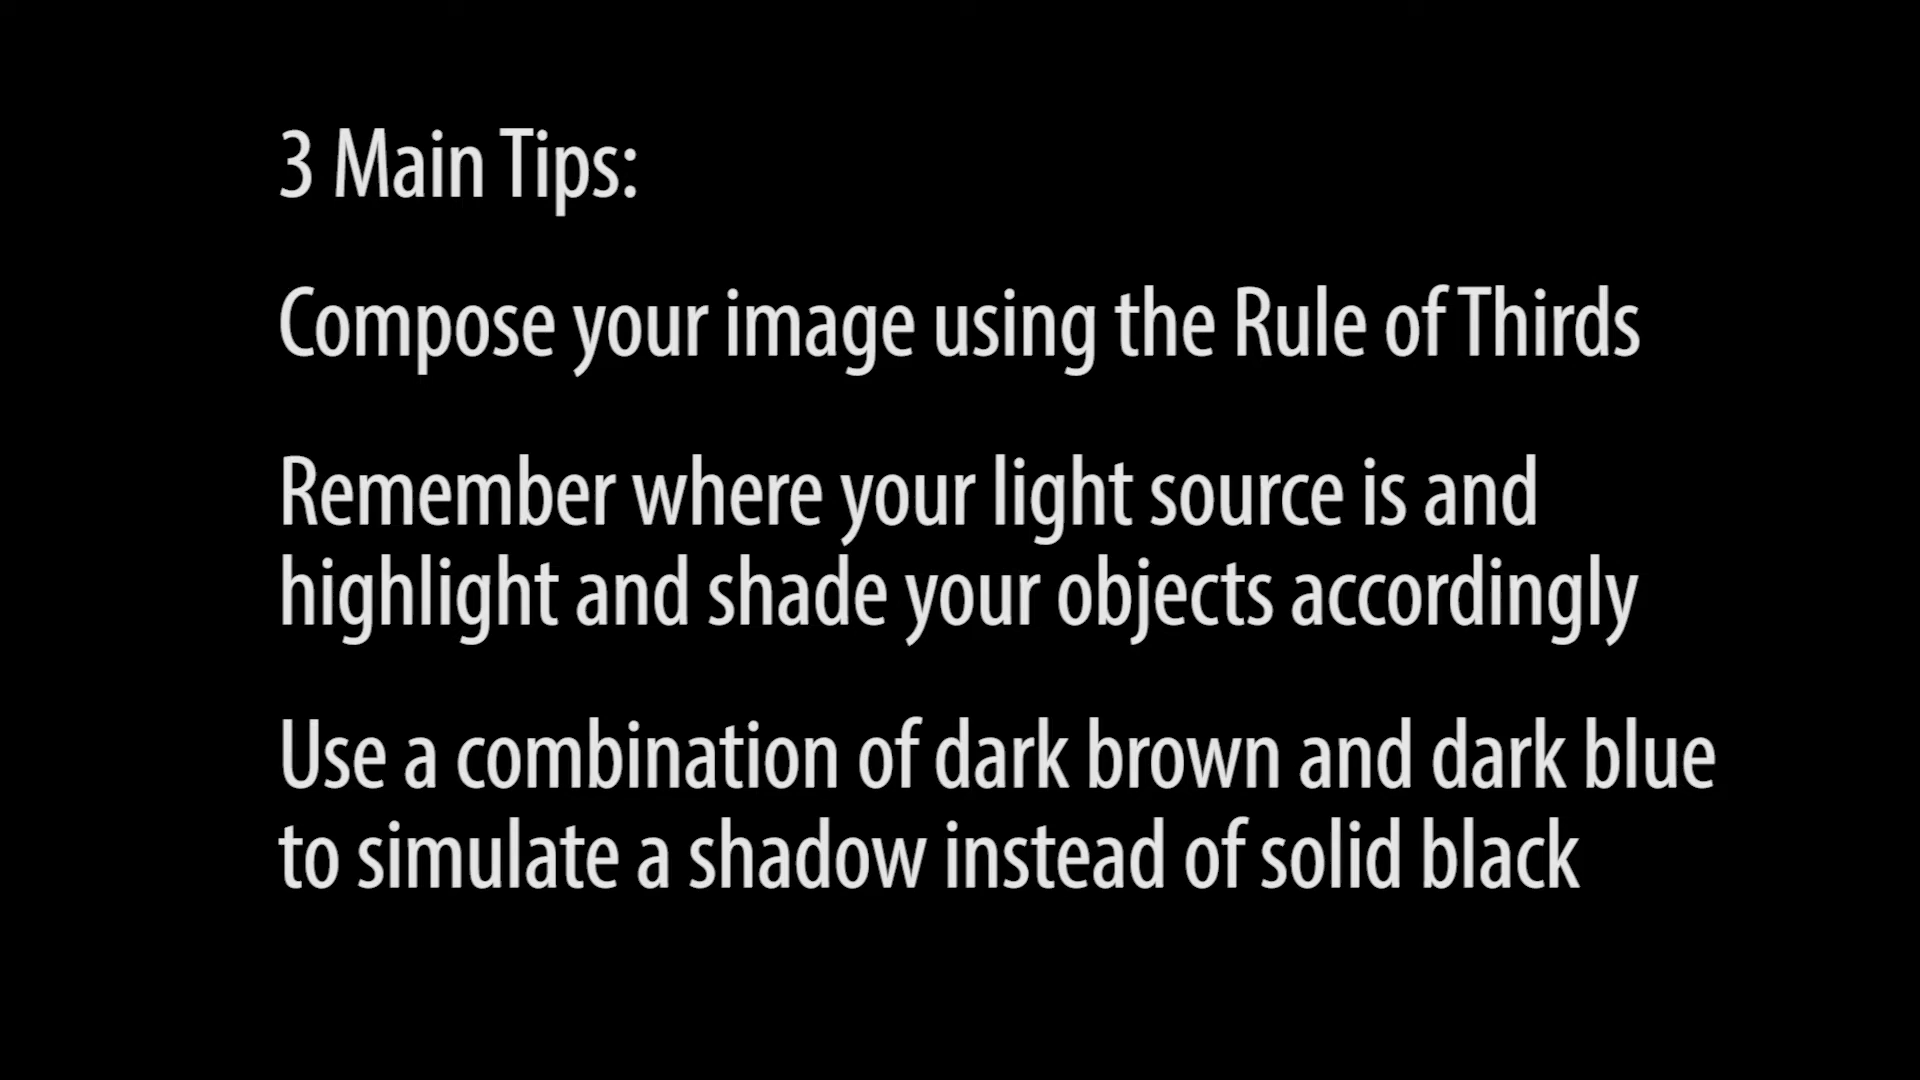 3 Main Tips:
Compose your image using the Rule of Thirds
Remember where your light source is and
highlight and shade your objects accordingly
Use a combination of dark brown and dark blue
to simulate a shadow instead of solid black